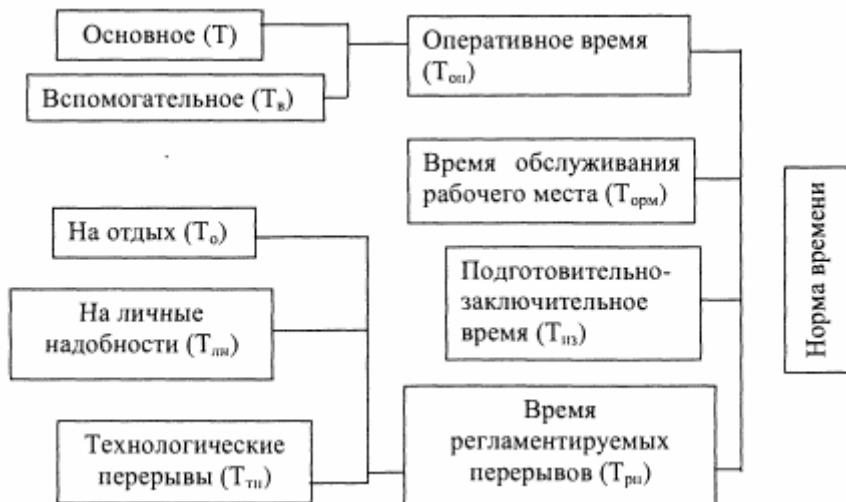 Основное (Т)
Вспомогательное (Тв)
Оперативное время
(Топ)
Время обслуживания
рабочего места (Торм)
На отдых (То)
На личные
надобности (Тлн)
Технологические
перерывы (Ттп)
Подготовительно-
заключительное
время (Тпз)
Время
регламентируемых
перерывов (Трп)
Норма времени